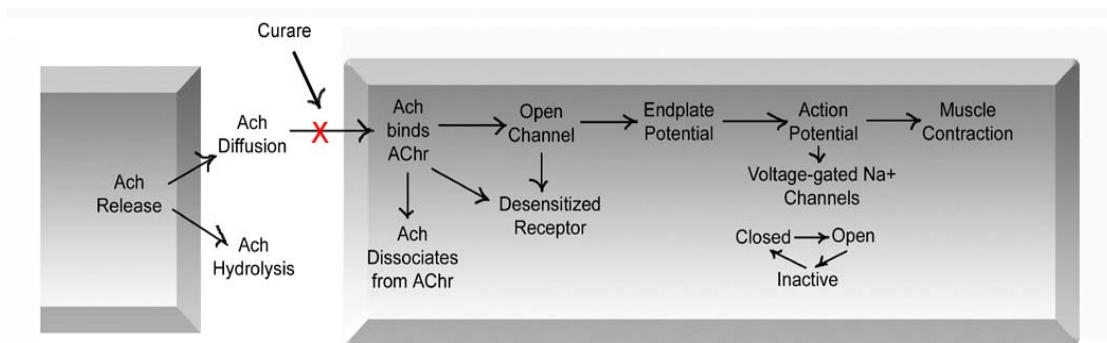 Curare
Ach
Diffusion
X
Ach
Release
Ach
Hydrolysis
Ach
binds
AChr
Open
Channel
Endplate
Potential
Action
Potential
Muscle
Contraction
Ach
Dissociates
from AChr
Desensitized
Receptor
Voltage-gated Na+
Channels
Closed
Open
Inactive